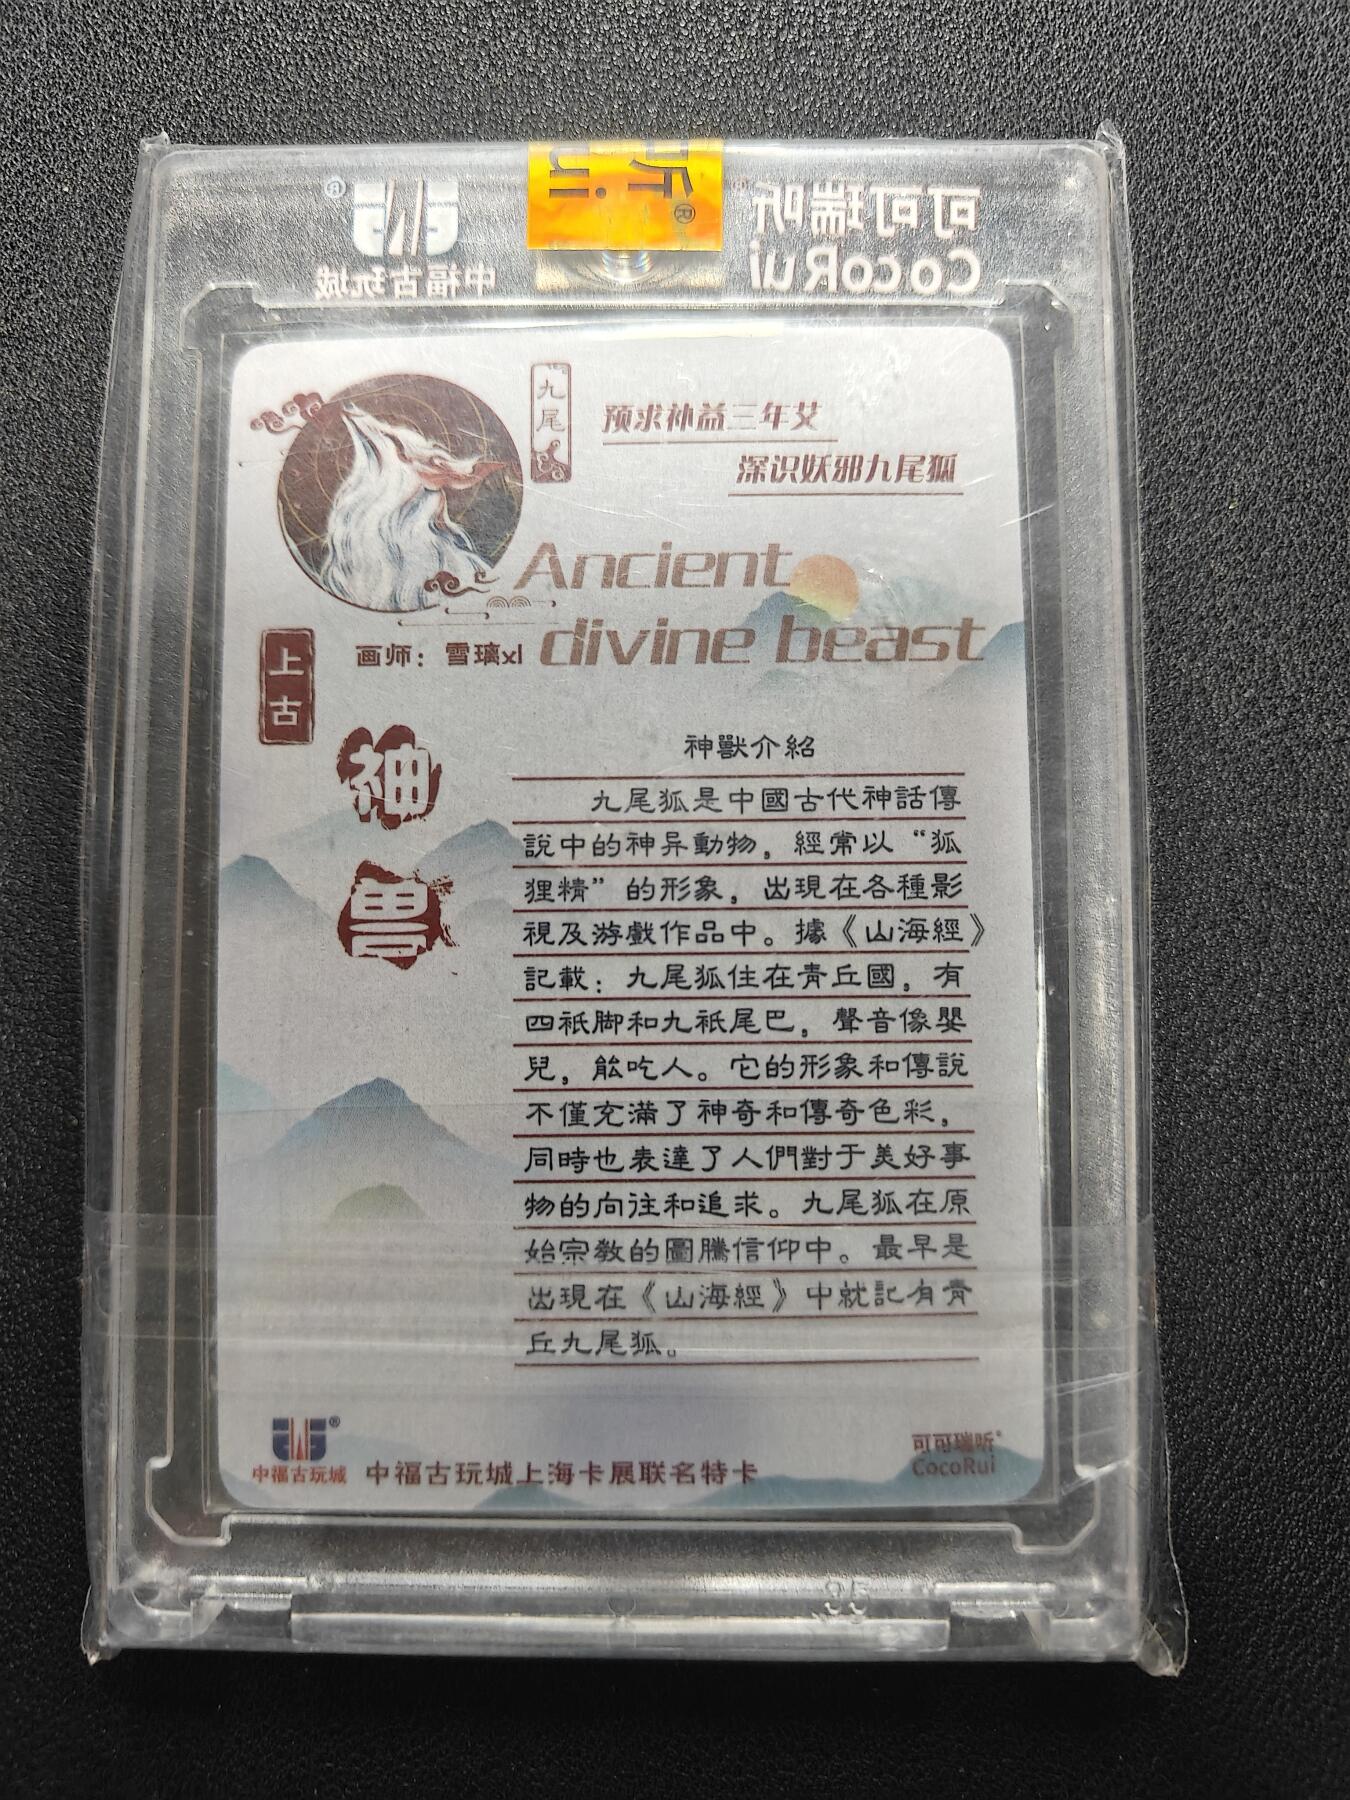 中福古玩城
®
昕®
ui
可可瑞昕
CocoRui
九尾
预求补益三年艾
深识妖邪九尾狐
Ancient
divine beast
上古
画师：雪璃xl
神兽
神獸介紹
九尾狐是中國古代神話傳
說中的神异動物，經常以“狐
狸精”的形象，出現在各種影
視及游戲作品中。據《山海經》
記載：九尾狐住在青丘國，有
四衹脚和九衹尾巴，聲音像嬰
兒，能吃人。它的形象和傳說
不僅充滿了神奇和傳奇色彩，
同時也表達了人們對于美好事
物的向往和追求。九尾狐在原
始宗教的圖騰信仰中。最早是
出現在《山海經》中就記有青
丘九尾狐。
®
中福古玩城
中福古玩城上海卡展联名特卡
可可瑞昕®
CocoRui